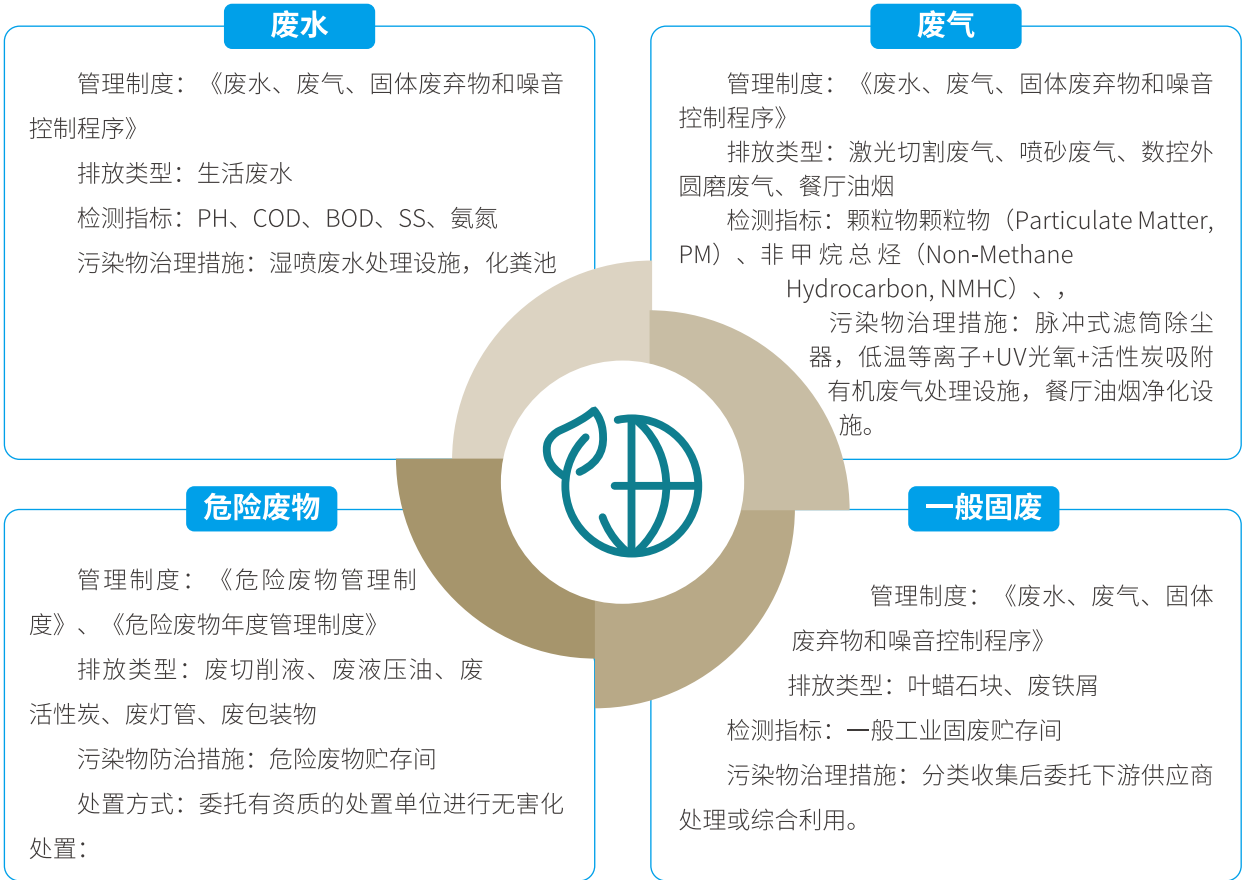 废水
管理制度：《废水、废气、固体废弃物和噪音
控制程序》
排放类型：生活废水
检测指标：PH、COD、BOD、SS、氨氮
污染物治理措施：湿喷废水处理设施，化粪池
废气
管理制度：《废水、废气、固体废弃物和噪音
控制程序》
排放类型：激光切割废气、喷砂废气、数控外
圆磨废气、餐厅油烟
检测指标：颗粒物颗粒物（Particulate Matter,
PM）、非甲烷总烃（Non-Methane
Hydrocarbon, NMHC）、，
污染物治理措施：脉冲式滤筒除尘
器，低温等离子+UV光氧+活性炭吸附
有机废气处理设施，餐厅油烟净化设
施。
危险废物
管理制度：《危险废物管理制
度》、《危险废物年度管理制度》
排放类型：废切削液、废液压油、废
活性炭、废灯管、废包装物
污染物防治措施：危险废物贮存间
处置方式：委托有资质的处置单位进行无害化
处置：
一般固废
管理制度：《废水、废气、固体
废弃物和噪音控制程序》
排放类型：叶蜡石块、废铁屑
检测指标：一般工业固废贮存间
污染物治理措施：分类收集后委托下游供应商
处理或综合利用。